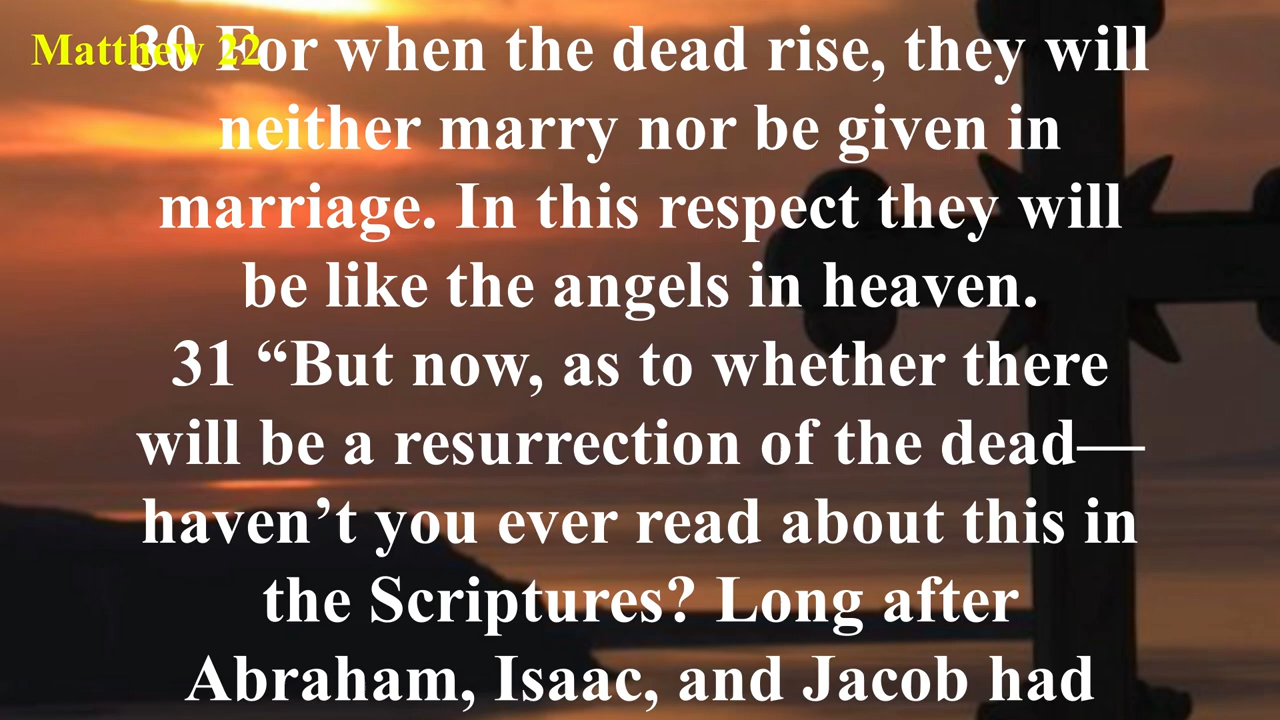 Matthew 22
30 For when the dead rise, they will
neither marry nor be given in
marriage. In this respect they will
be like the angels in heaven.
31 “But now, as to whether there
will be a resurrection of the dead—
haven’t you ever read about this in
the Scriptures? Long after
Abraham, Isaac, and Jacob had